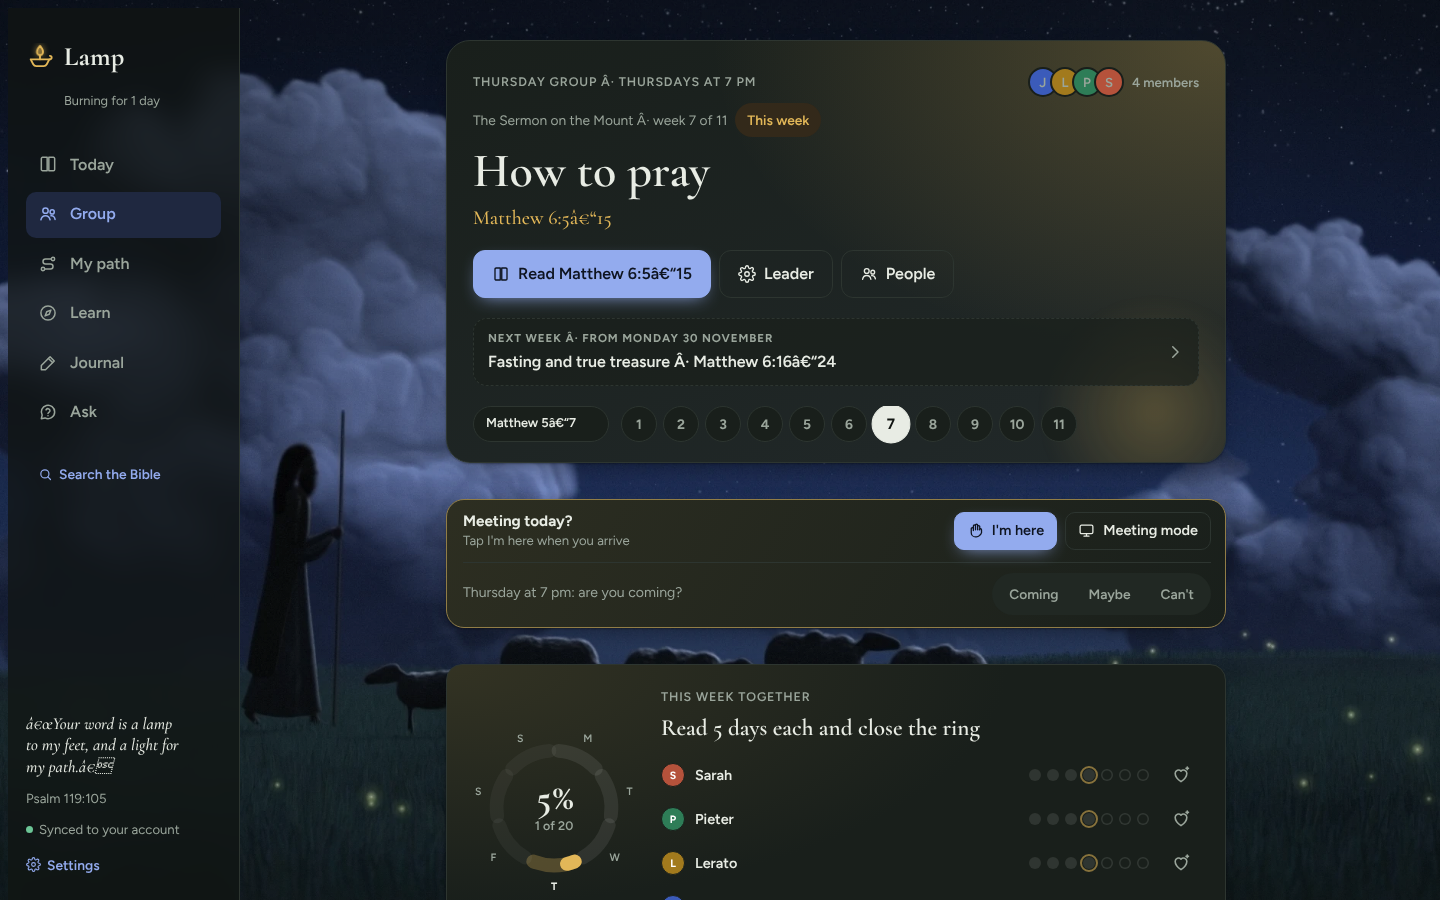 Lamp
Burning for 1 day
Today
Group
My path
Learn
Journal
Ask
Search the Bible
“Your word is a lamp
to my feet, and a light for
my path.â€
Psalm 119:105
Synced to your account
Settings
THURSDAY GROUP Â· THURSDAYS AT 7 PM
J L P S 4 members
The Sermon on the Mount Â· week 7 of 11 This week
How to pray
Matthew 6:5â€“15
Read Matthew 6:5â€“15 Leader People
NEXT WEEK Â· FROM MONDAY 30 NOVEMBER
Fasting and true treasure Â· Matthew 6:16â€“24
Matthew 5â€“7 1 2 3 4 5 6 7 8 9 10 11
Meeting today?
Tap I'm here when you arrive
I'm here Meeting mode
Thursday at 7 pm: are you coming?
Coming Maybe Can't
S M T W T F S
5%
1 of 20
THIS WEEK TOGETHER
Read 5 days each and close the ring
S Sarah
P Pieter
L Lerato